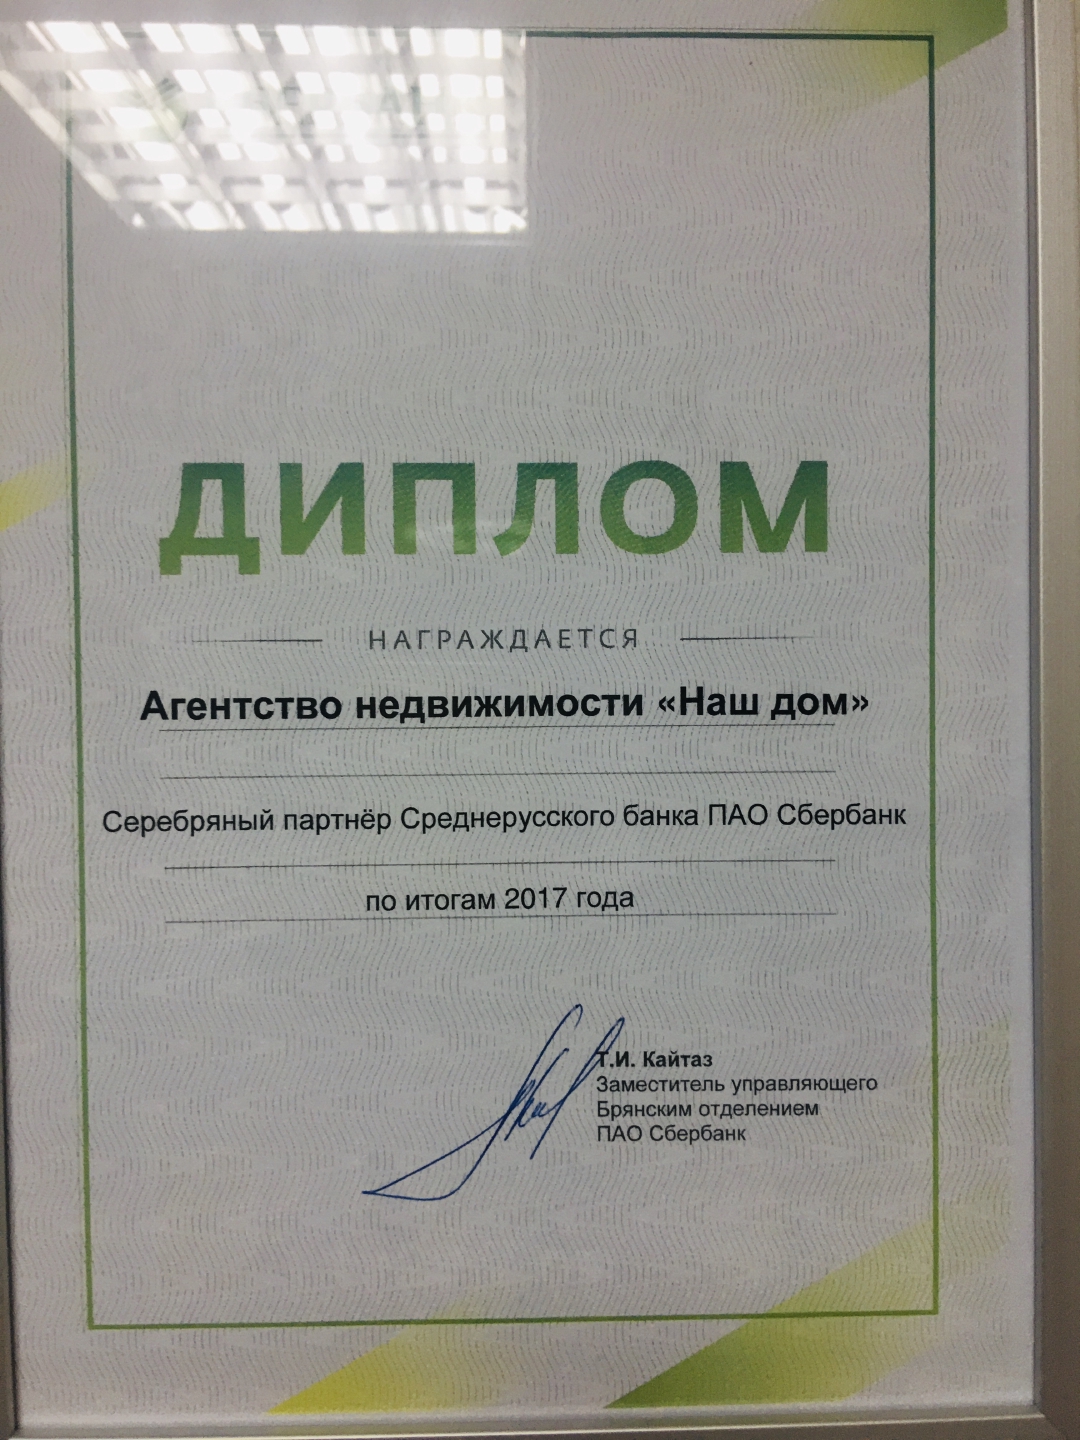 ДИПЛОМ
НАГРАЖДАЕТСЯ
Агентство недвижимости «Наш дом»
Серебряный партнёр Среднерусского банка ПАО Сбербанк
по итогам 2017 года
Т.И. Кайтаз
Заместитель управляющего
Брянским отделением
ПАО Сбербанк